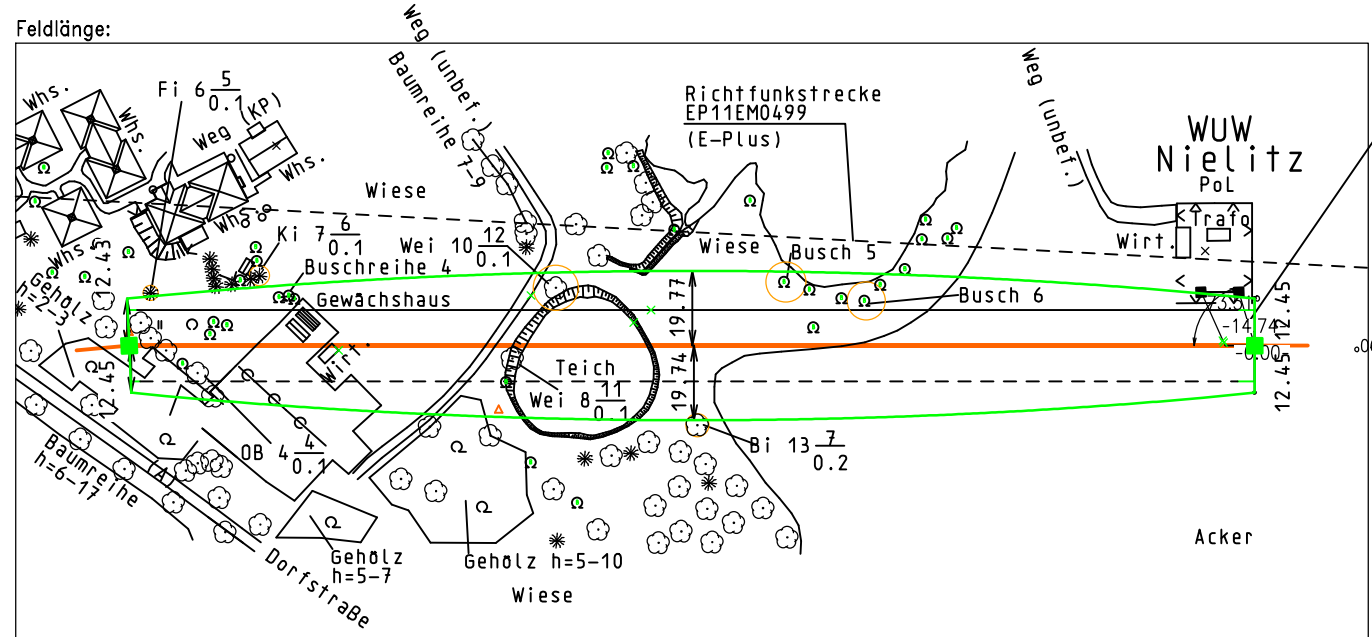 Feldlänge:
Weg (unbef.)
Baumreihe 7-9
Weg (unbef.)
Fi 6 5
0.1
Whs.
Whs.
Weg (KP)
Whs.
Whs.
Whs.
Richtfunkstrecke
EP11EM0499
(E-Plus)
WUW
Nielitz
PoL
Trafo
Wirt.
Wiese
Wiese
Ki 7 6
0.1
Wei 10 12
0.1
Buschreihe 4
Gewächshaus
Busch 5
Busch 6
Gehölz
h=2-3
12.43
12.45
19.77
19.74
-14.74
-0.00
12.45
12.45
Wirt.
Teich
Wei 8 11
0.1
OB 4 4
0.1
Bi 13 7
0.2
Baumreihe
h=6-17
(A)
Gehölz
h=5-7
Gehölz h=5-10
Dorfstraße
Wiese
Acker